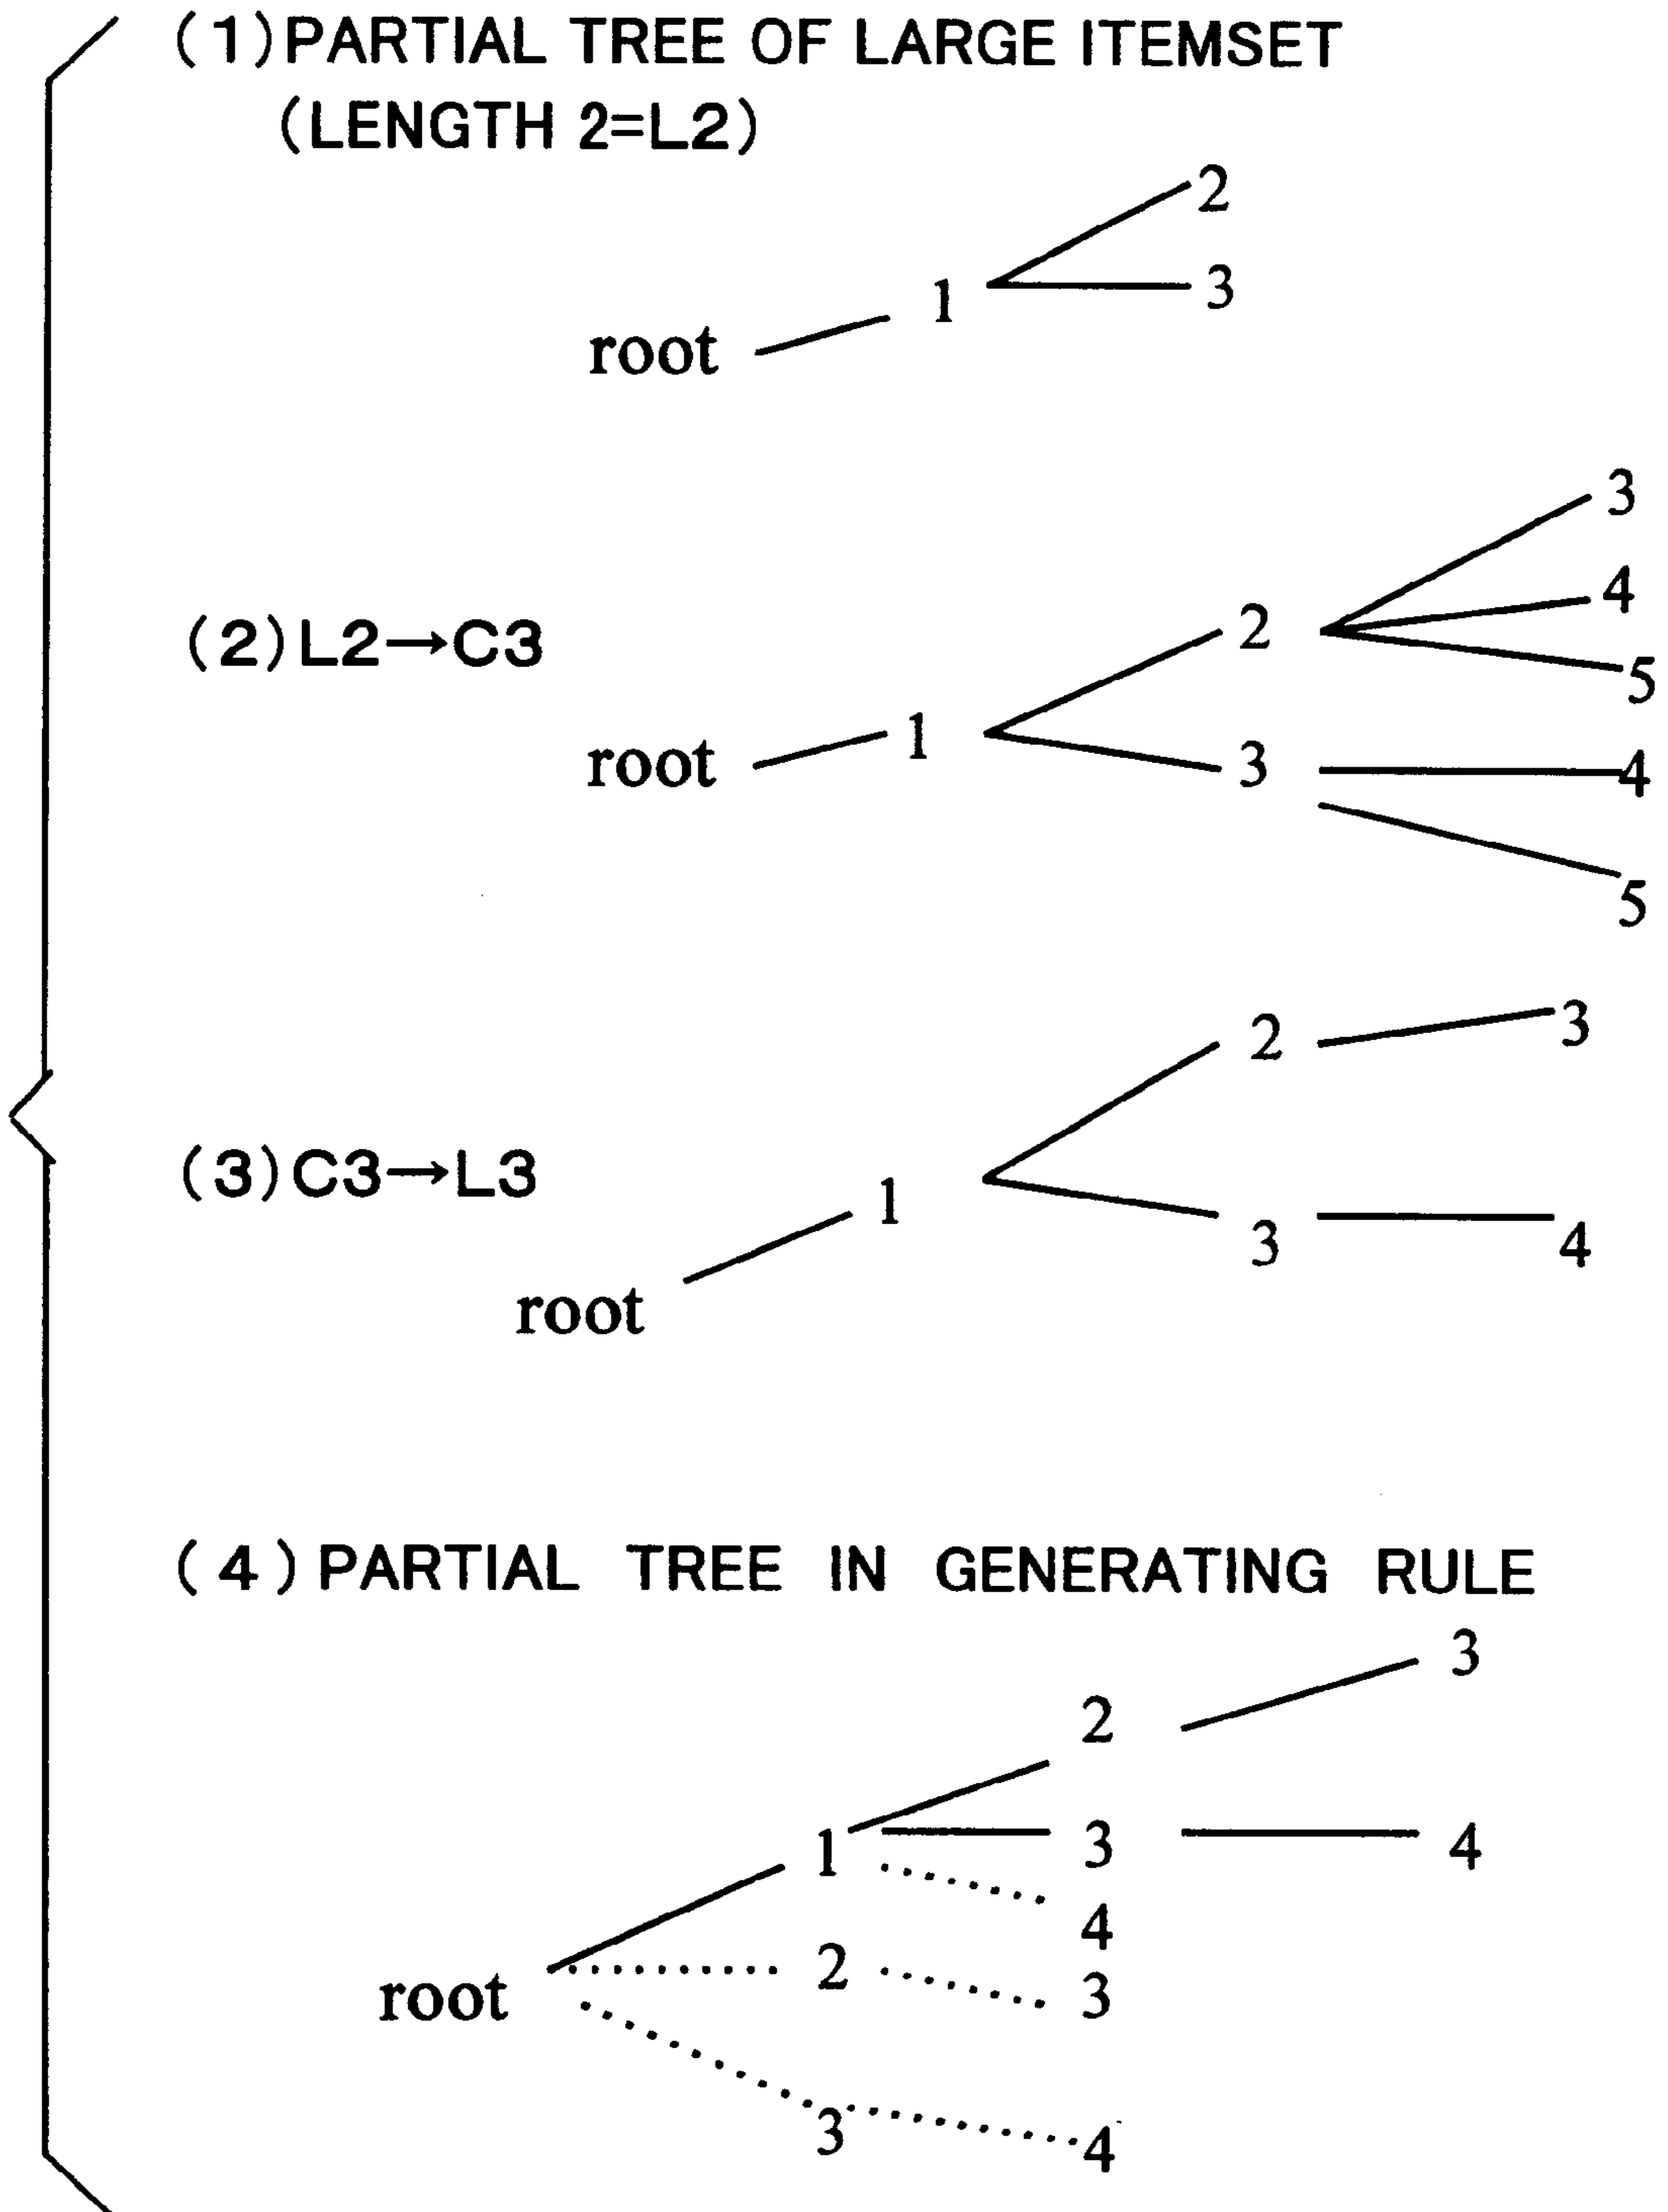 (1)PARTIAL TREE OF LARGE ITEMSET
(LENGTH 2=L2)
2
1 3
root
3
4
(2)L2→C3 2
5
root 1 3 4
5
2 3
(3)C3→L3 1
3 4
root
(4)PARTIAL TREE IN GENERATING RULE
3
2
1 3 4
4
root 2 3
3 4